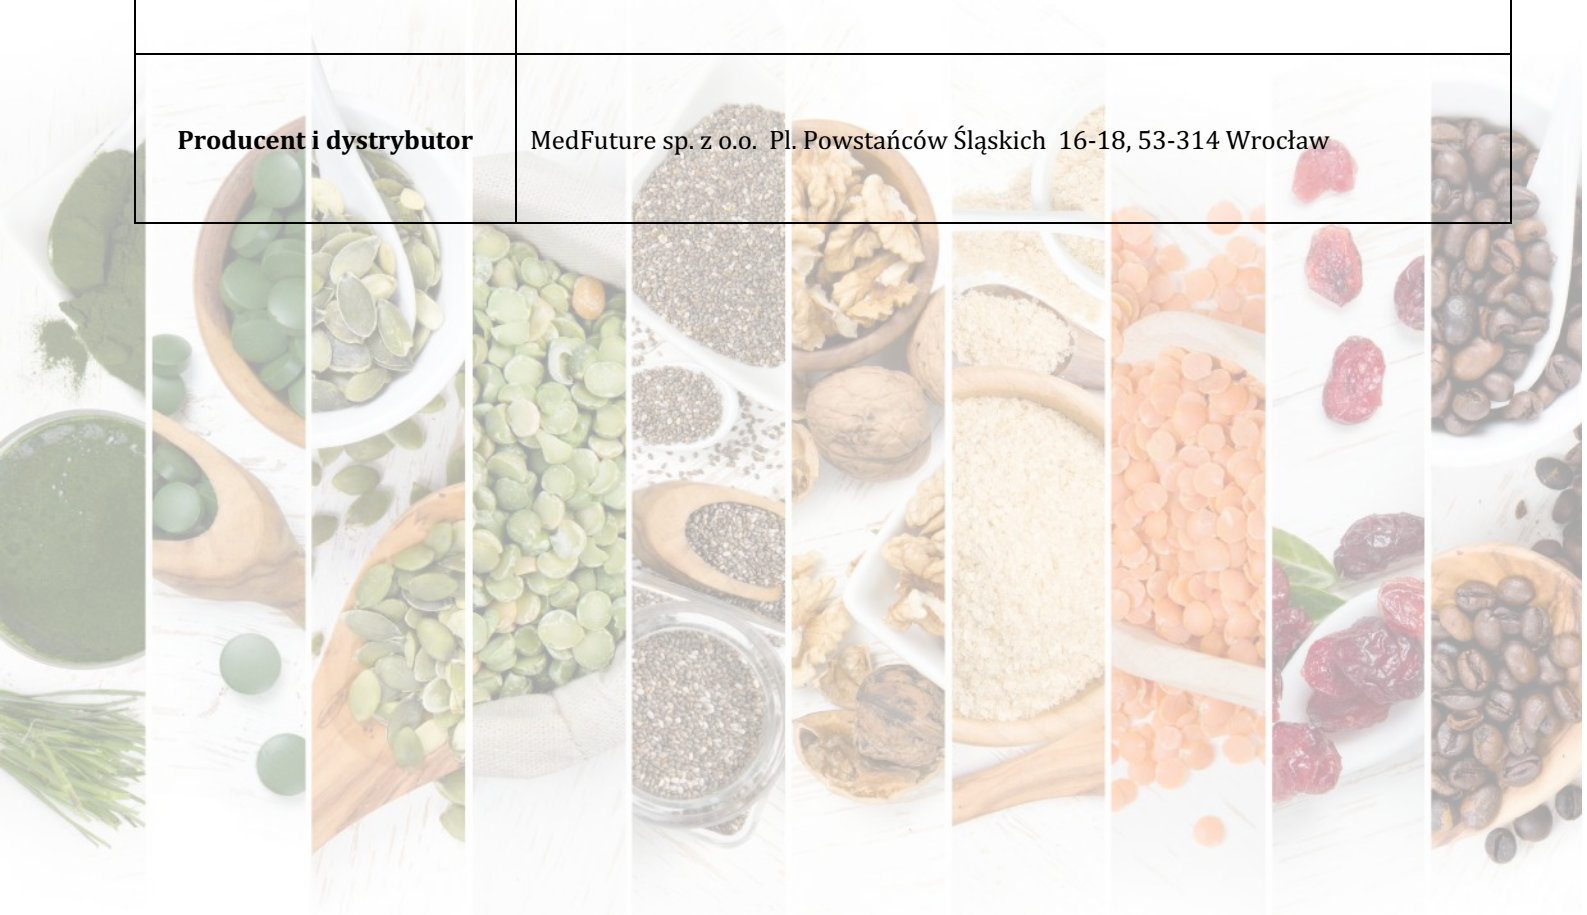 Producent i dystrybutor
MedFuture sp. z o.o. Pl. Powstańców Śląskich 16-18, 53-314 Wrocław